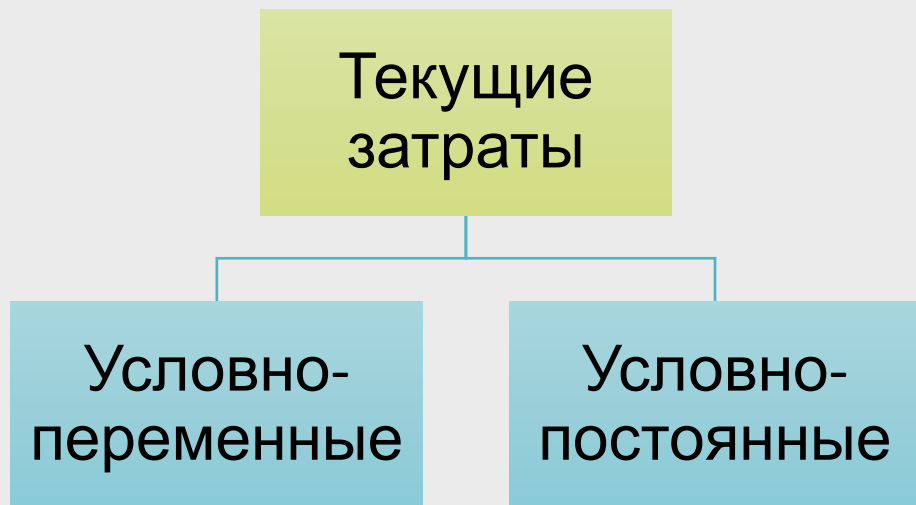 Текущие
затраты
Условно-
переменные
Условно-
постоянные